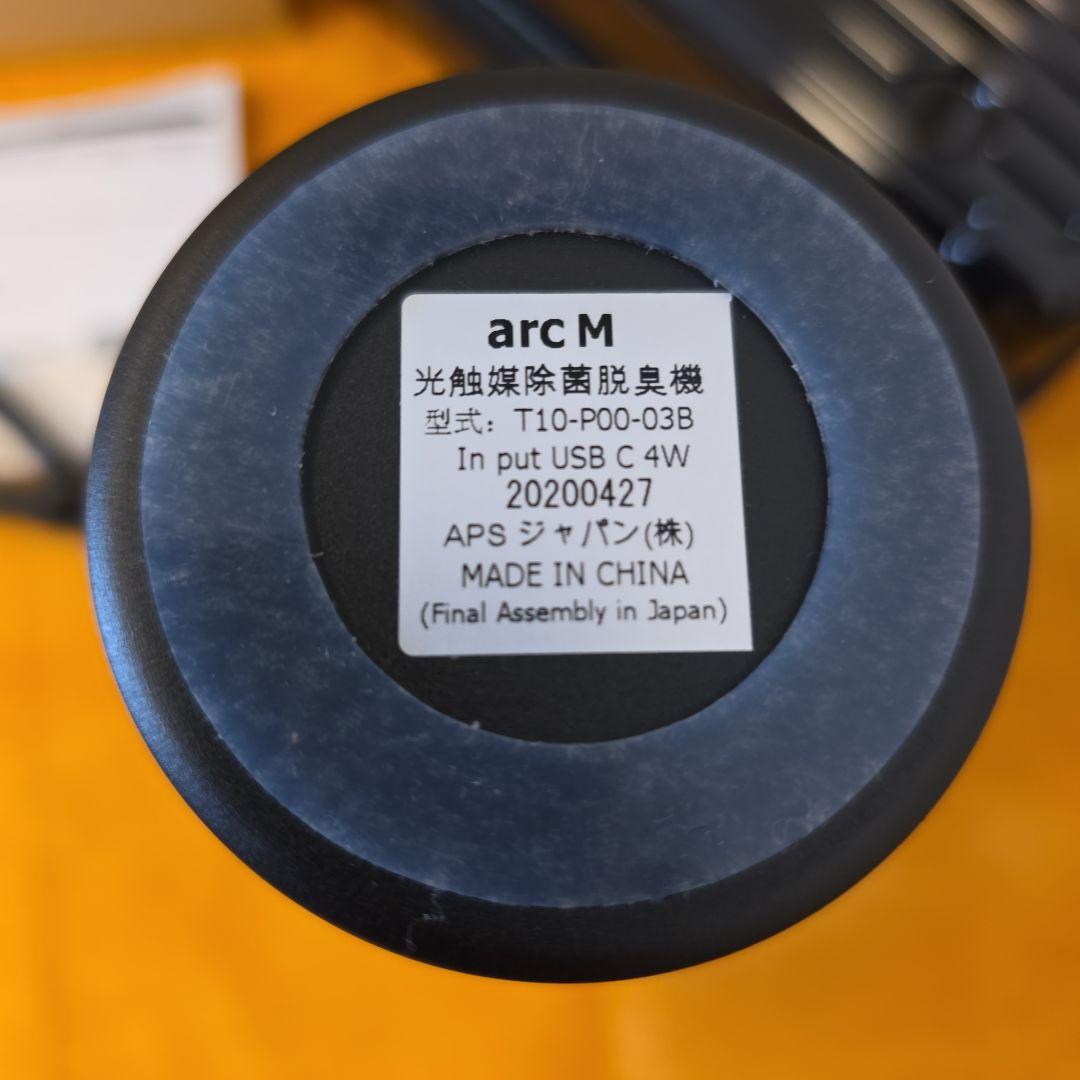 arc M
光触媒除菌脱臭機
型式: T10-P00-03B
In put USB C 4W
20200427
APS ジャパン(株)
MADE IN CHINA
(Final Assembly in Japan)